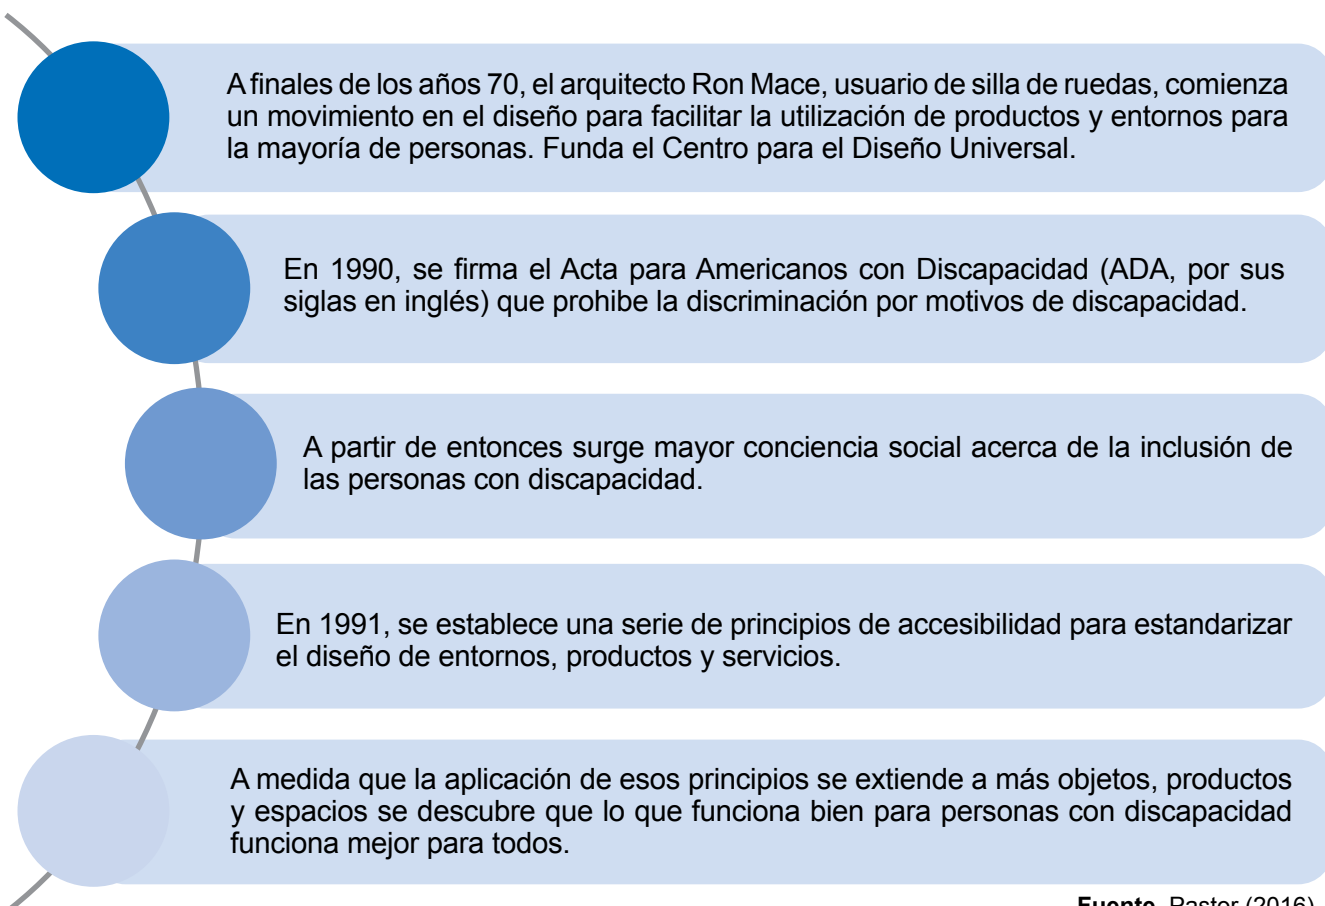 A finales de los años 70, el arquitecto Ron Mace, usuario de silla de ruedas, comienza
un movimiento en el diseño para facilitar la utilización de productos y entornos para
la mayoría de personas. Funda el Centro para el Diseño Universal.
En 1990, se firma el Acta para Americanos con Discapacidad (ADA, por sus
siglas en inglés) que prohibe la discriminación por motivos de discapacidad.
A partir de entonces surge mayor conciencia social acerca de la inclusión de
las personas con discapacidad.
En 1991, se establece una serie de principios de accesibilidad para estandarizar
el diseño de entornos, productos y servicios.
A medida que la aplicación de esos principios se extiende a más objetos, productos
y espacios se descubre que lo que funciona bien para personas con discapacidad
funciona mejor para todos.
Fuente. Pastor (2016)